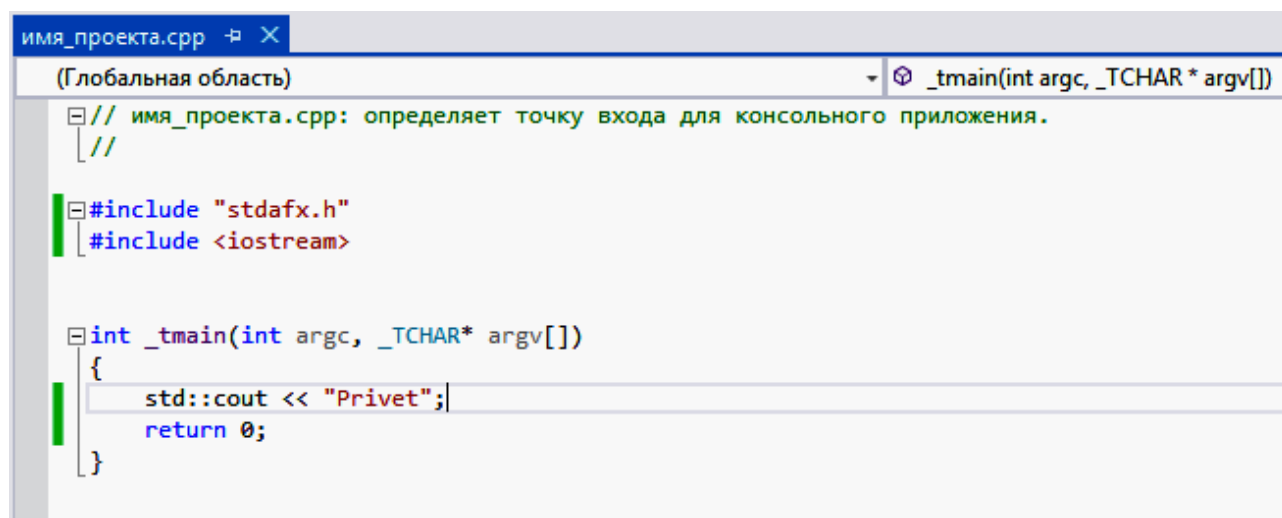 имя_проекта.cpp
(Глобальная область) _tmain(int argc, _TCHAR * argv[])
// имя_проекта.cpp: определяет точку входа для консольного приложения.
//
#include "stdafx.h"
#include <iostream>
int _tmain(int argc, _TCHAR* argv[])
{
std::cout << "Privet";
return 0;
}